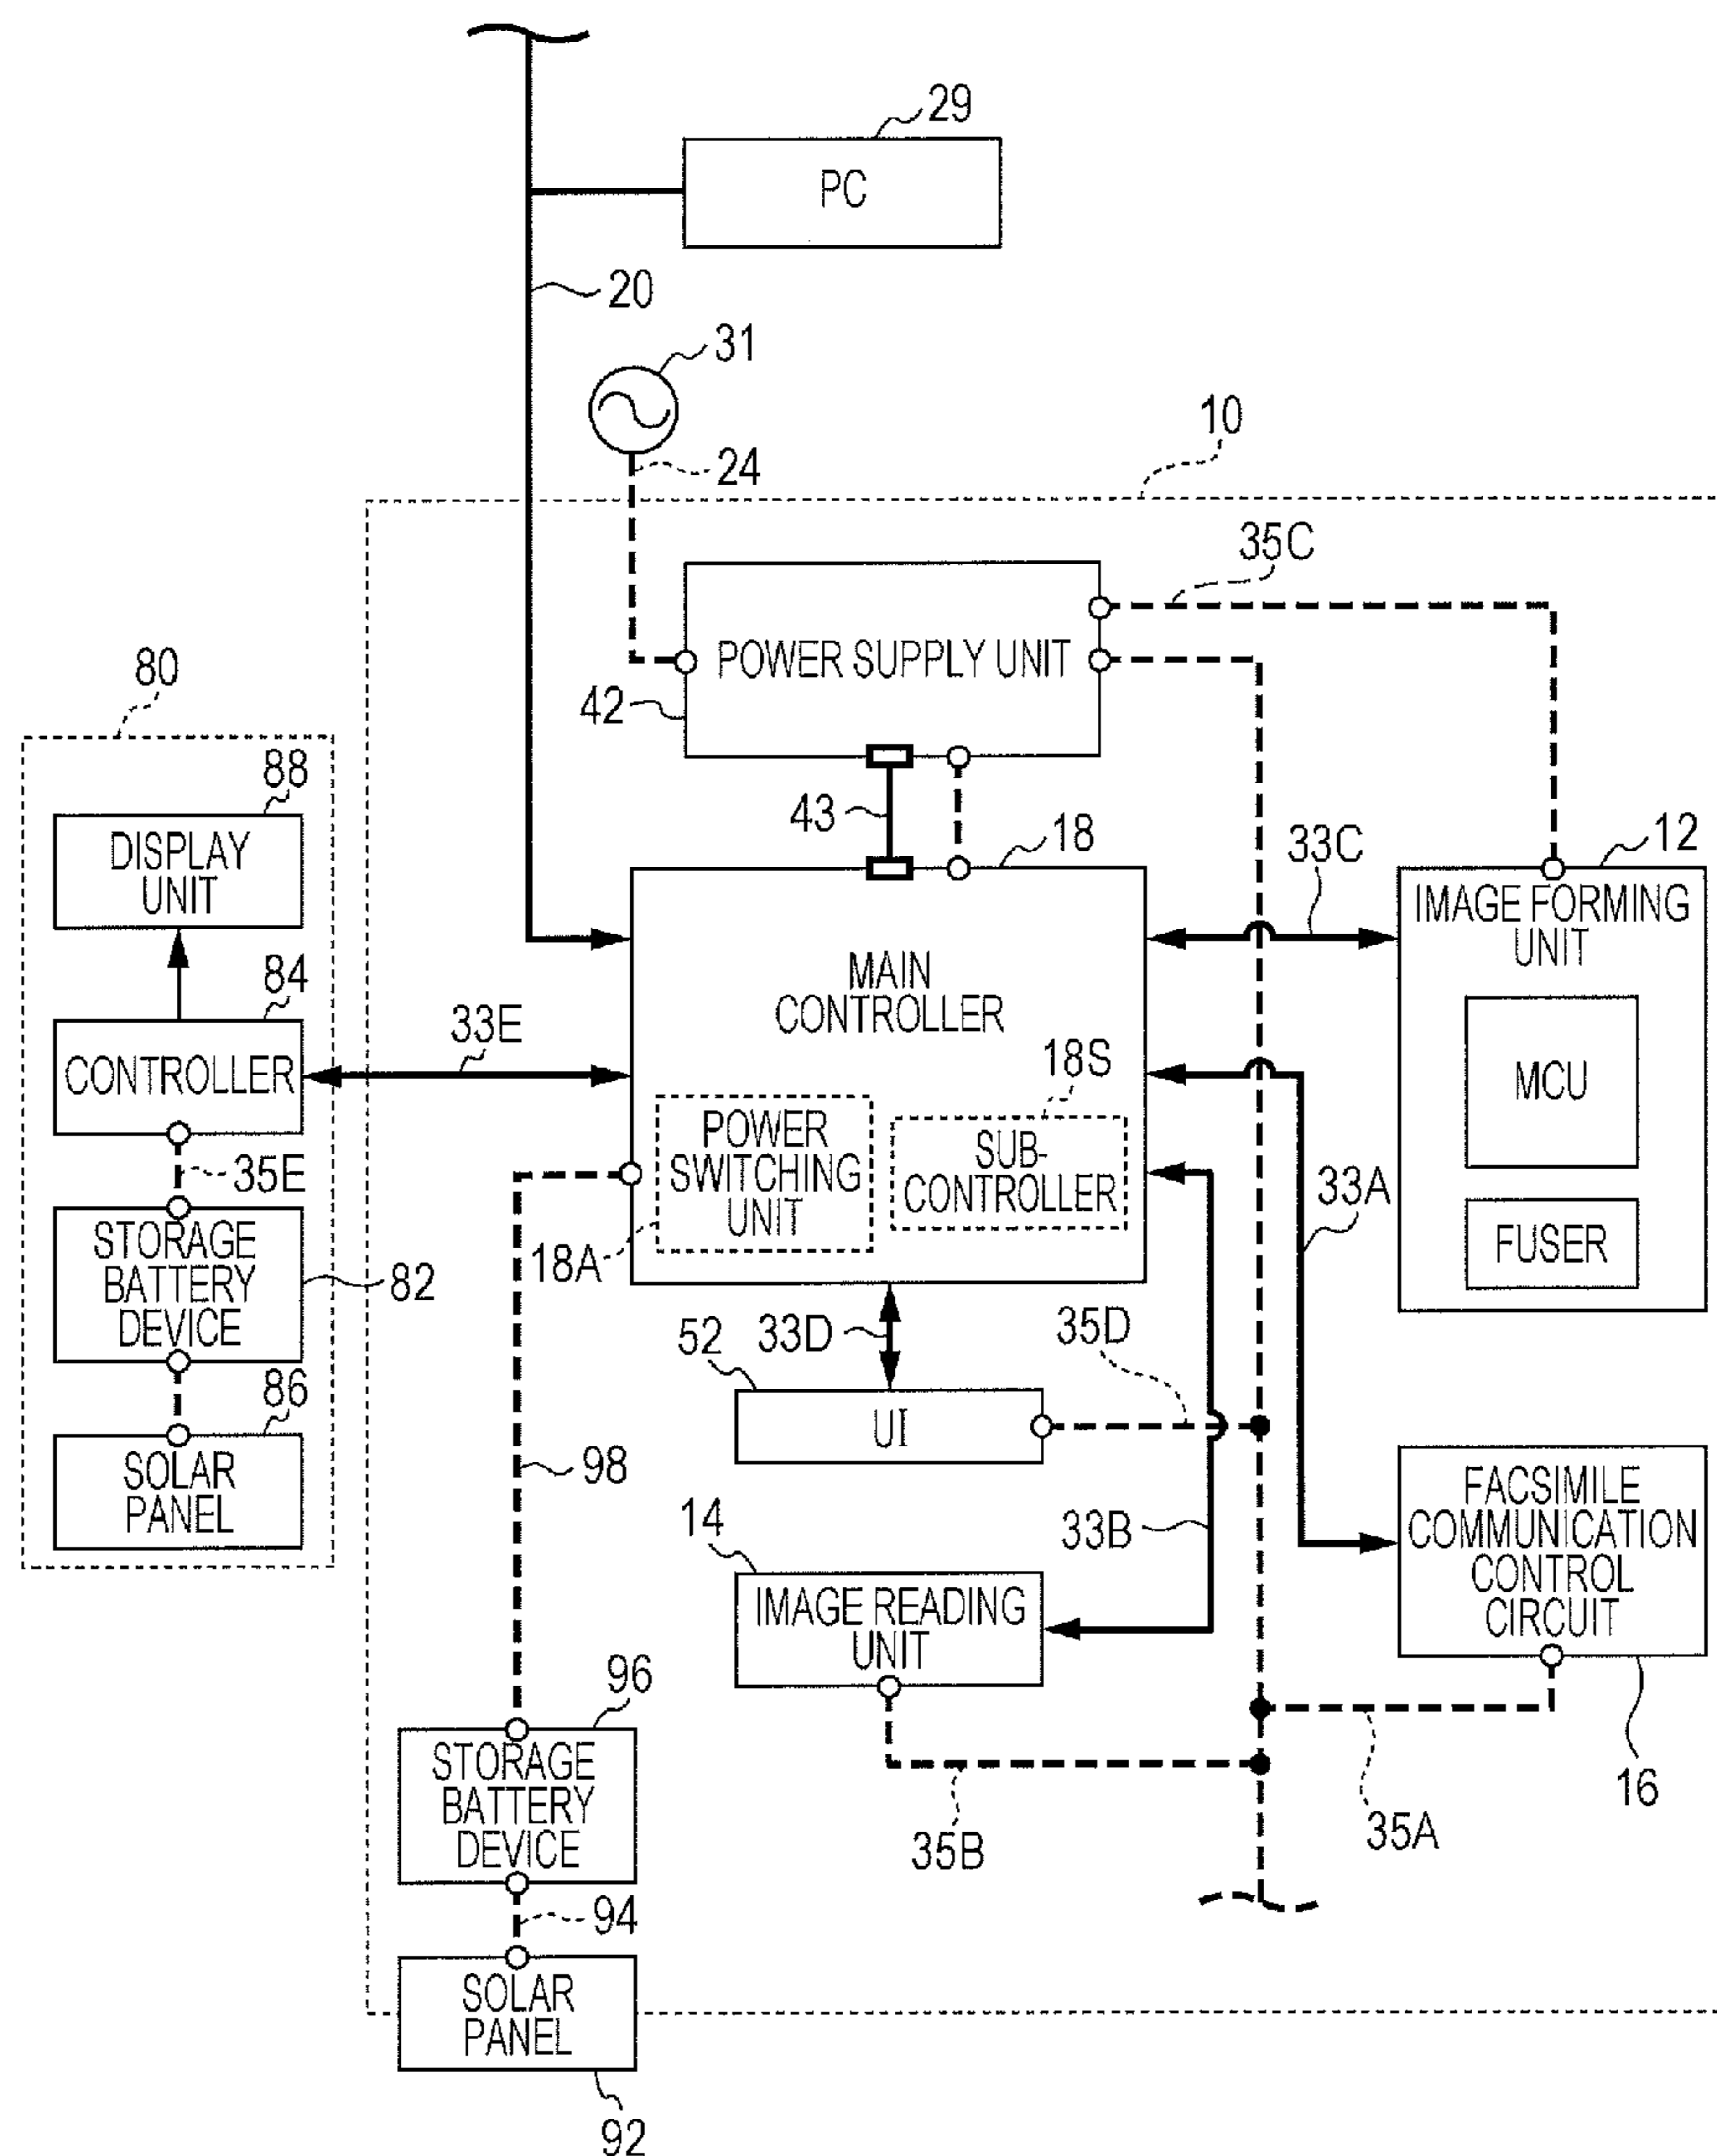 29
PC
20
31
24
10
35C
POWER SUPPLY UNIT
42
80
88
DISPLAY
UNIT
43
18
33C
12
IMAGE FORMING
UNIT
MAIN
CONTROLLER
84
CONTROLLER
33E
18S
MCU
POWER
SWITCHING
UNIT
SUB-
CONTROLLER
35E
33A
STORAGE
BATTERY
DEVICE
82
18A
FUSER
33D
35D
52
86
UI
SOLAR
PANEL
98
14
33B
FACSIMILE
COMMUNICATION
CONTROL
CIRCUIT
IMAGE READING
UNIT
96
STORAGE
BATTERY
DEVICE
16
35B
35A
94
SOLAR
PANEL
92